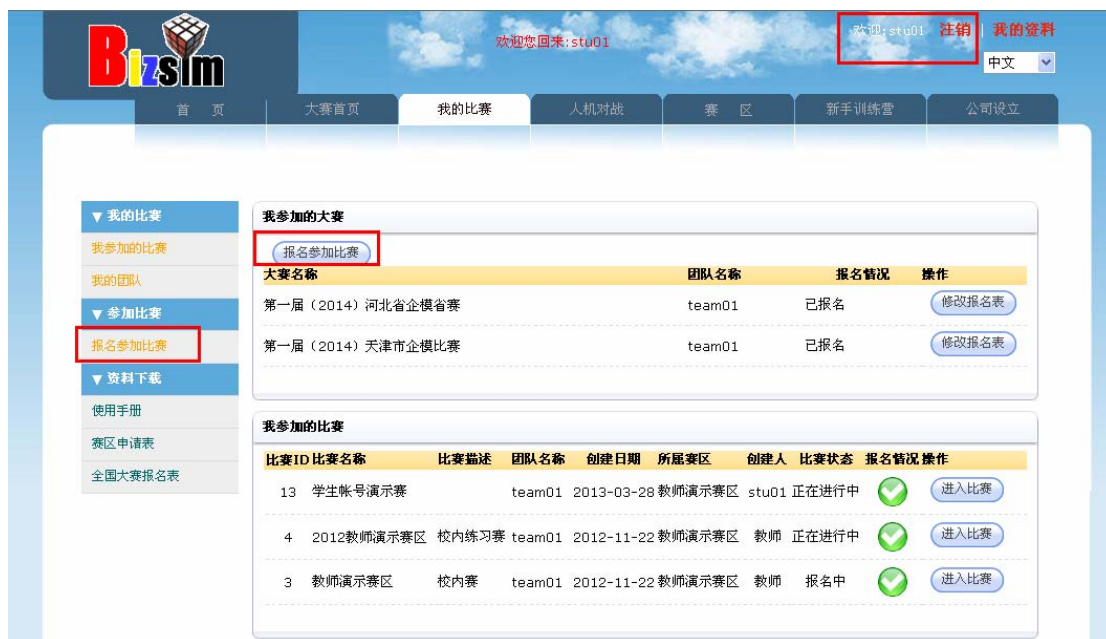 Bizsim
欢迎您回来:stu01
欢迎:stu01 注销 | 我的资料
中文
首 页 大赛首页 我的比赛 人机对战 赛 区 新手训练营 公司设立
▼ 我的比赛
我参加的比赛
我的团队
▼ 参加比赛
报名参加比赛
▼ 资料下载
使用手册
赛区申请表
全国大赛报名表
我参加的大赛
报名参加比赛
大赛名称 团队名称 报名情况 操作
第一届（2014）河北省企模省赛 team01 已报名 修改报名表
第一届（2014）天津市企模比赛 team01 已报名 修改报名表
我参加的比赛
比赛ID 比赛名称 比赛描述 团队名称 创建日期 所属赛区 创建人 比赛状态 报名情况 操作
13 学生帐号演示赛 team01 2013-03-28 教师演示赛区 stu01 正在进行中 进入比赛
4 2012教师演示赛区 校内练习赛 team01 2012-11-22 教师演示赛区 教师 正在进行中 进入比赛
3 教师演示赛区 校内赛 team01 2012-11-22 教师演示赛区 教师 报名中 进入比赛